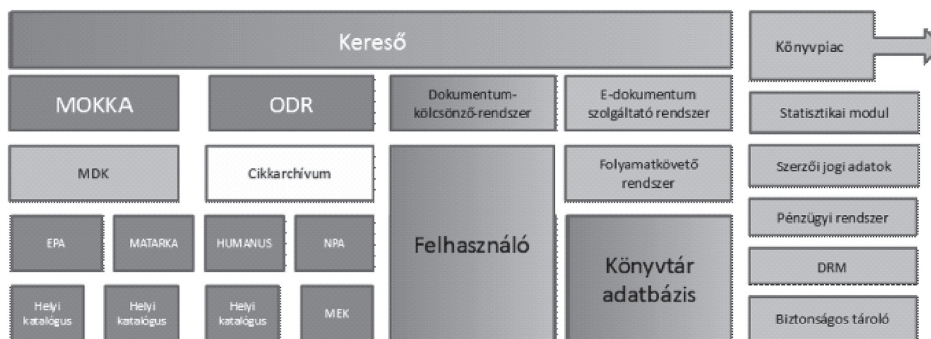 Kereső
Könyvpiac
MOKKA
ODR
Dokumentum-
kölcsönző-rendszer
E-dokumentum
szolgáltató rendszer
Statisztikai modul
MDK
Cikkarchívum
Folyamatkövető
rendszer
Szerzői jogi adatok
EPA
MATARKA
HUMANUS
NPA
Felhasználó
Könyvtár
adatbázis
Pénzügyi rendszer
DRM
Helyi
katalógus
Helyi
katalógus
Helyi
katalógus
MEK
Biztonságos tároló